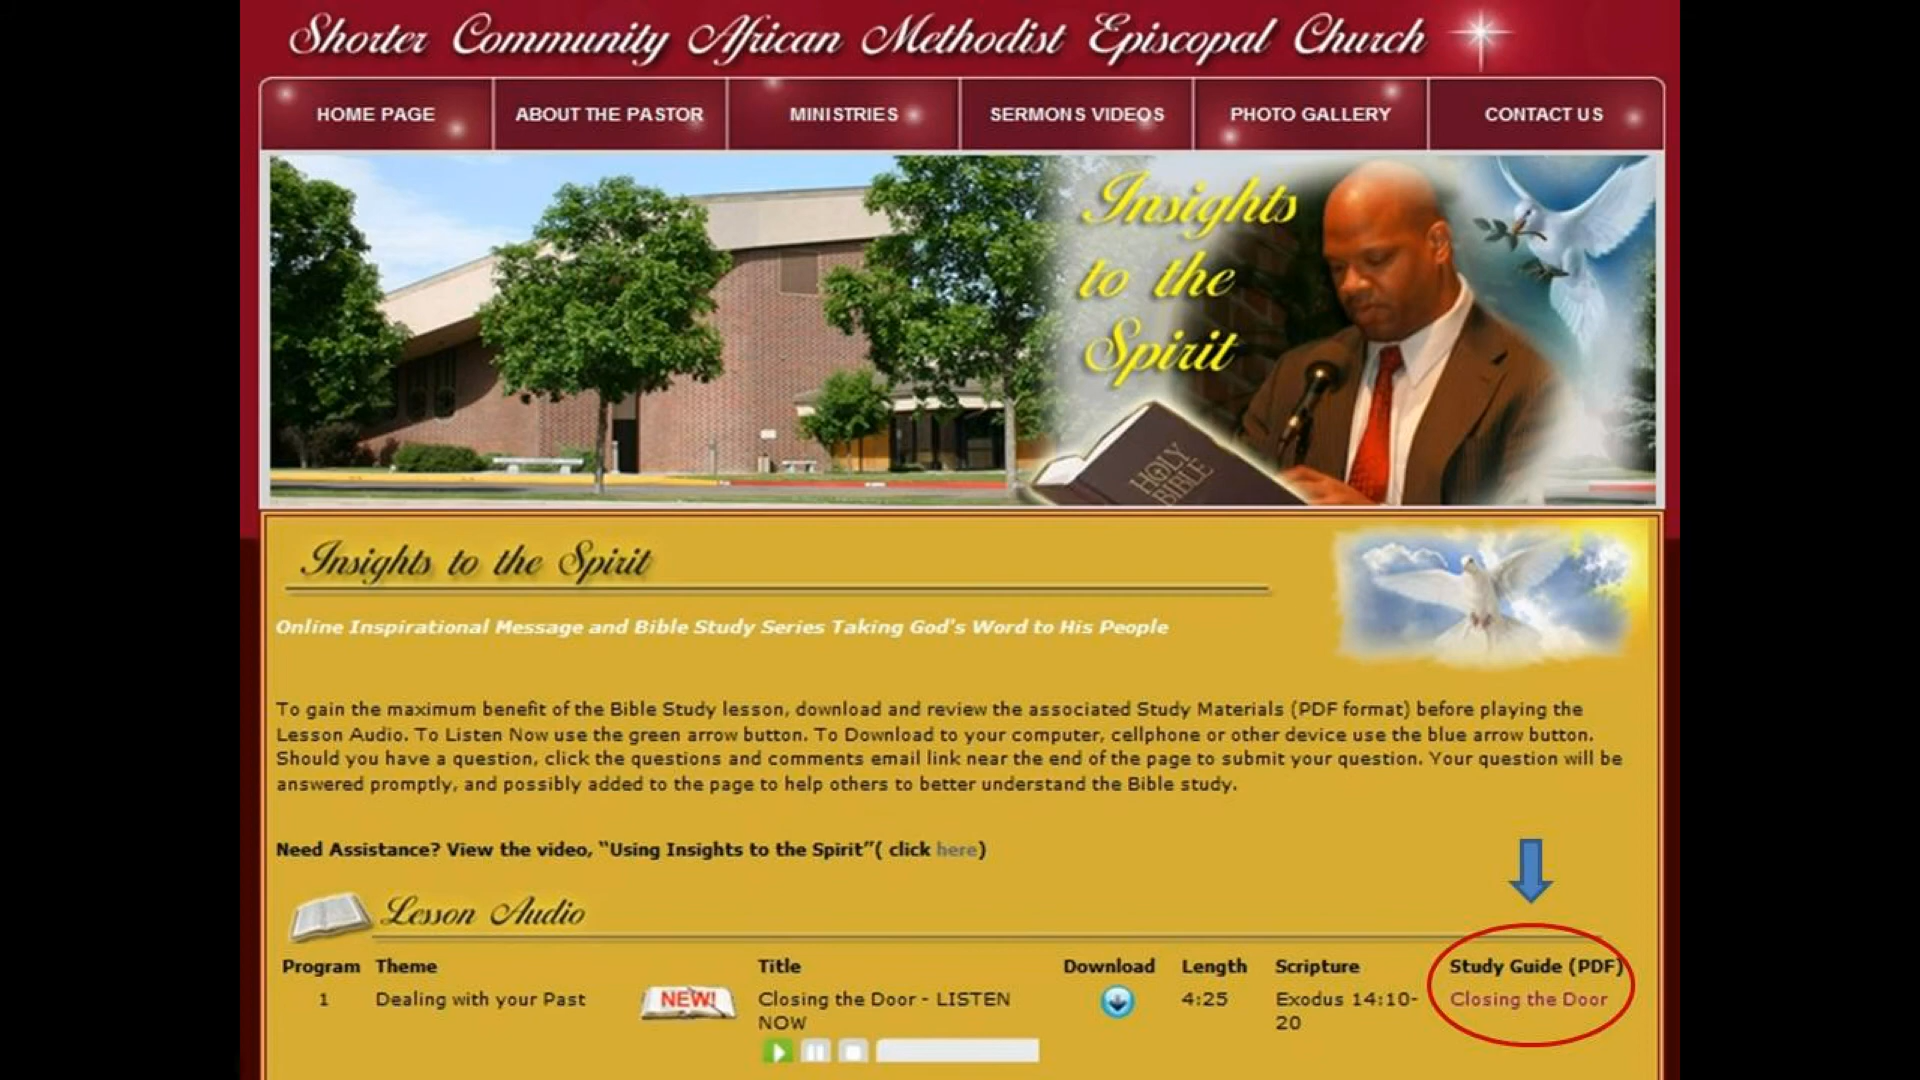 Shorter Community African Methodist Episcopal Church
HOME PAGE
ABOUT THE PASTOR
MINISTRIES
SERMONS VIDEOS
PHOTO GALLERY
CONTACT US
Insights
to the
Spirit
HOLY
BIBLE
Insights to the Spirit
Online Inspirational Message and Bible Study Series Taking God's Word to His People
To gain the maximum benefit of the Bible Study lesson, download and review the associated Study Materials (PDF format) before playing the
Lesson Audio. To Listen Now use the green arrow button. To Download to your computer, cellphone or other device use the blue arrow button.
Should you have a question, click the questions and comments email link near the end of the page to submit your question. Your question will be
answered promptly, and possibly added to the page to help others to better understand the Bible study.
Need Assistance? View the video, “Using Insights to the Spirit”( click here)
Lesson Audio
Program Theme Title Download Length Scripture Study Guide (PDF)
1 Dealing with your Past NEW! Closing the Door - LISTEN 4:25 Exodus 14:10- Closing the Door
NOW 20